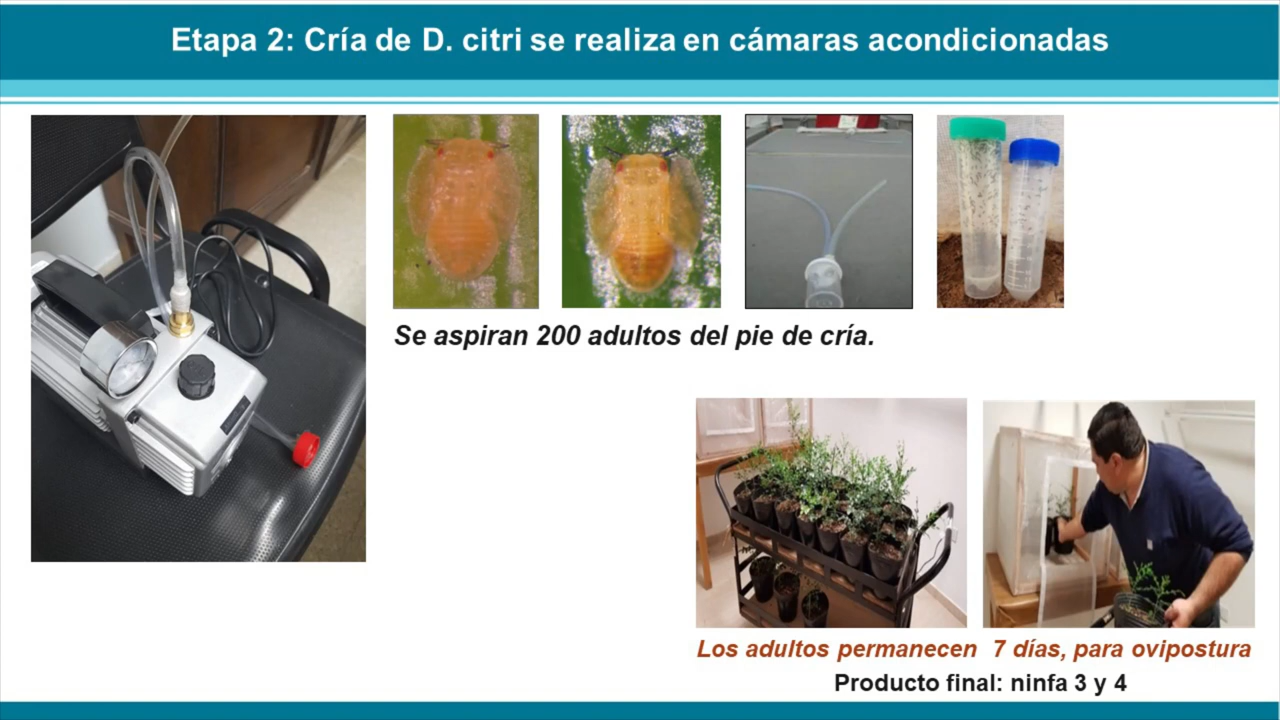 Etapa 2: Cría de D. citri se realiza en cámaras acondicionadas
Se aspiran 200 adultos del pie de cría.
Los adultos permanecen 7 días, para ovipostura
Producto final: ninfa 3 y 4